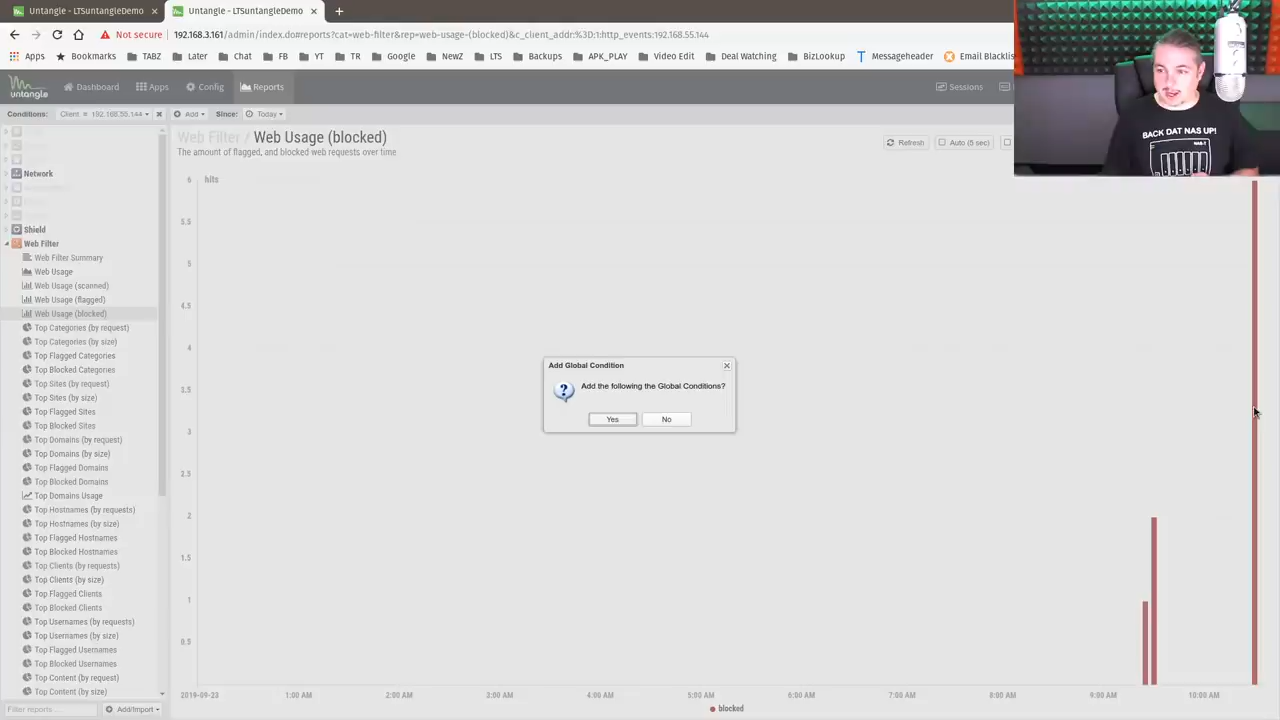 Untangle - LTSuntangleDemo × Untangle - LTSuntangleDemo × +
Not secure 192.168.3.161/admin/index.do#reports?cat=web-filter&rep=web-usage-(blocked)&c_client_addr:%3D:1:http_events:192.168.55.144
Apps Bookmarks TABZ Later Chat FB YT TR Google NewZ LTS Backups APK_PLAY Video Edit Deal Watching BizLookup Messageheader Email Blacklis
untangle Dashboard Apps Config Reports Sessions
Conditions: Client = 192.168.55.144 Add Since: Today
Web Filter / Web Usage (blocked)
The amount of flagged, and blocked web requests over time
Refresh Auto (5 sec)
BACK DAT NAS UP!
Network
Shield
Web Filter
Web Filter Summary
Web Usage
Web Usage (scanned)
Web Usage (flagged)
Web Usage (blocked)
Top Categories (by request)
Top Categories (by size)
Top Flagged Categories
Top Blocked Categories
Top Sites (by request)
Top Sites (by size)
Top Flagged Sites
Top Blocked Sites
Top Domains (by request)
Top Domains (by size)
Top Flagged Domains
Top Blocked Domains
Top Domains Usage
Top Hostnames (by requests)
Top Hostnames (by size)
Top Flagged Hostnames
Top Blocked Hostnames
Top Clients (by requests)
Top Clients (by size)
Top Flagged Clients
Top Blocked Clients
Top Usernames (by requests)
Top Usernames (by size)
Top Flagged Usernames
Top Blocked Usernames
Top Content (by request)
Top Content (by size)
Filter reports... Add/Import
6 hits
5.5
5
4.5
4
3.5
3
2.5
2
1.5
1
0.5
Add Global Condition
Add the following the Global Conditions?
Yes No
2019-09-23 1:00 AM 2:00 AM 3:00 AM 4:00 AM 5:00 AM 6:00 AM 7:00 AM 8:00 AM 9:00 AM 10:00 AM
blocked